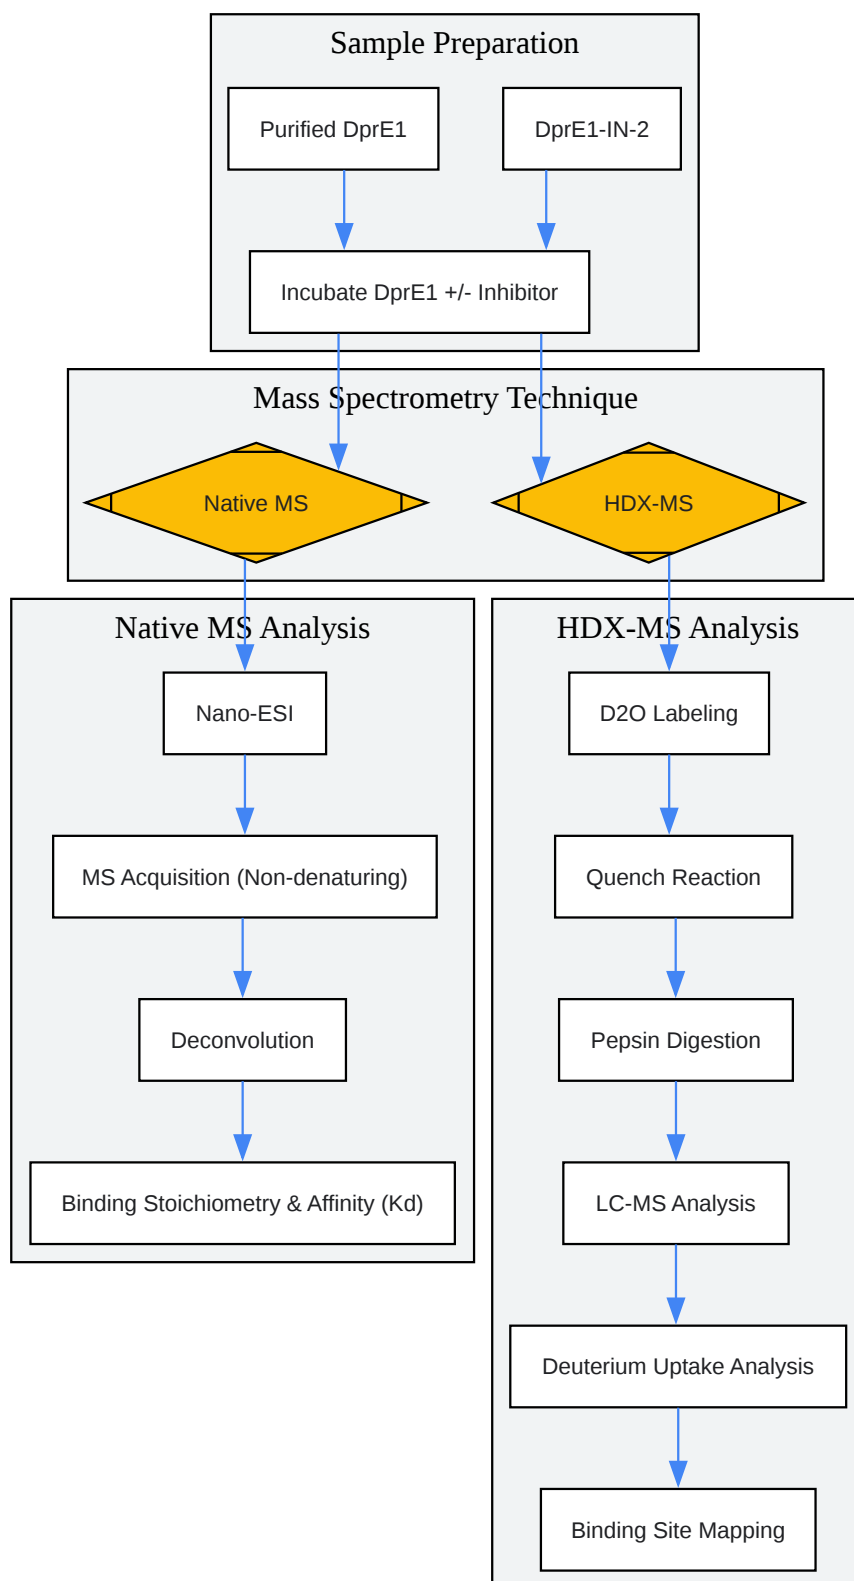 Sample Preparation
Purified DprE1
DprE1-IN-2
Incubate DprE1 +/- Inhibitor
Mass Spectrometry Technique
Native MS
HDX-MS
Native MS Analysis
Nano-ESI
MS Acquisition (Non-denaturing)
Deconvolution
Binding Stoichiometry & Affinity (Kd)
HDX-MS Analysis
D2O Labeling
Quench Reaction
Pepsin Digestion
LC-MS Analysis
Deuterium Uptake Analysis
Binding Site Mapping